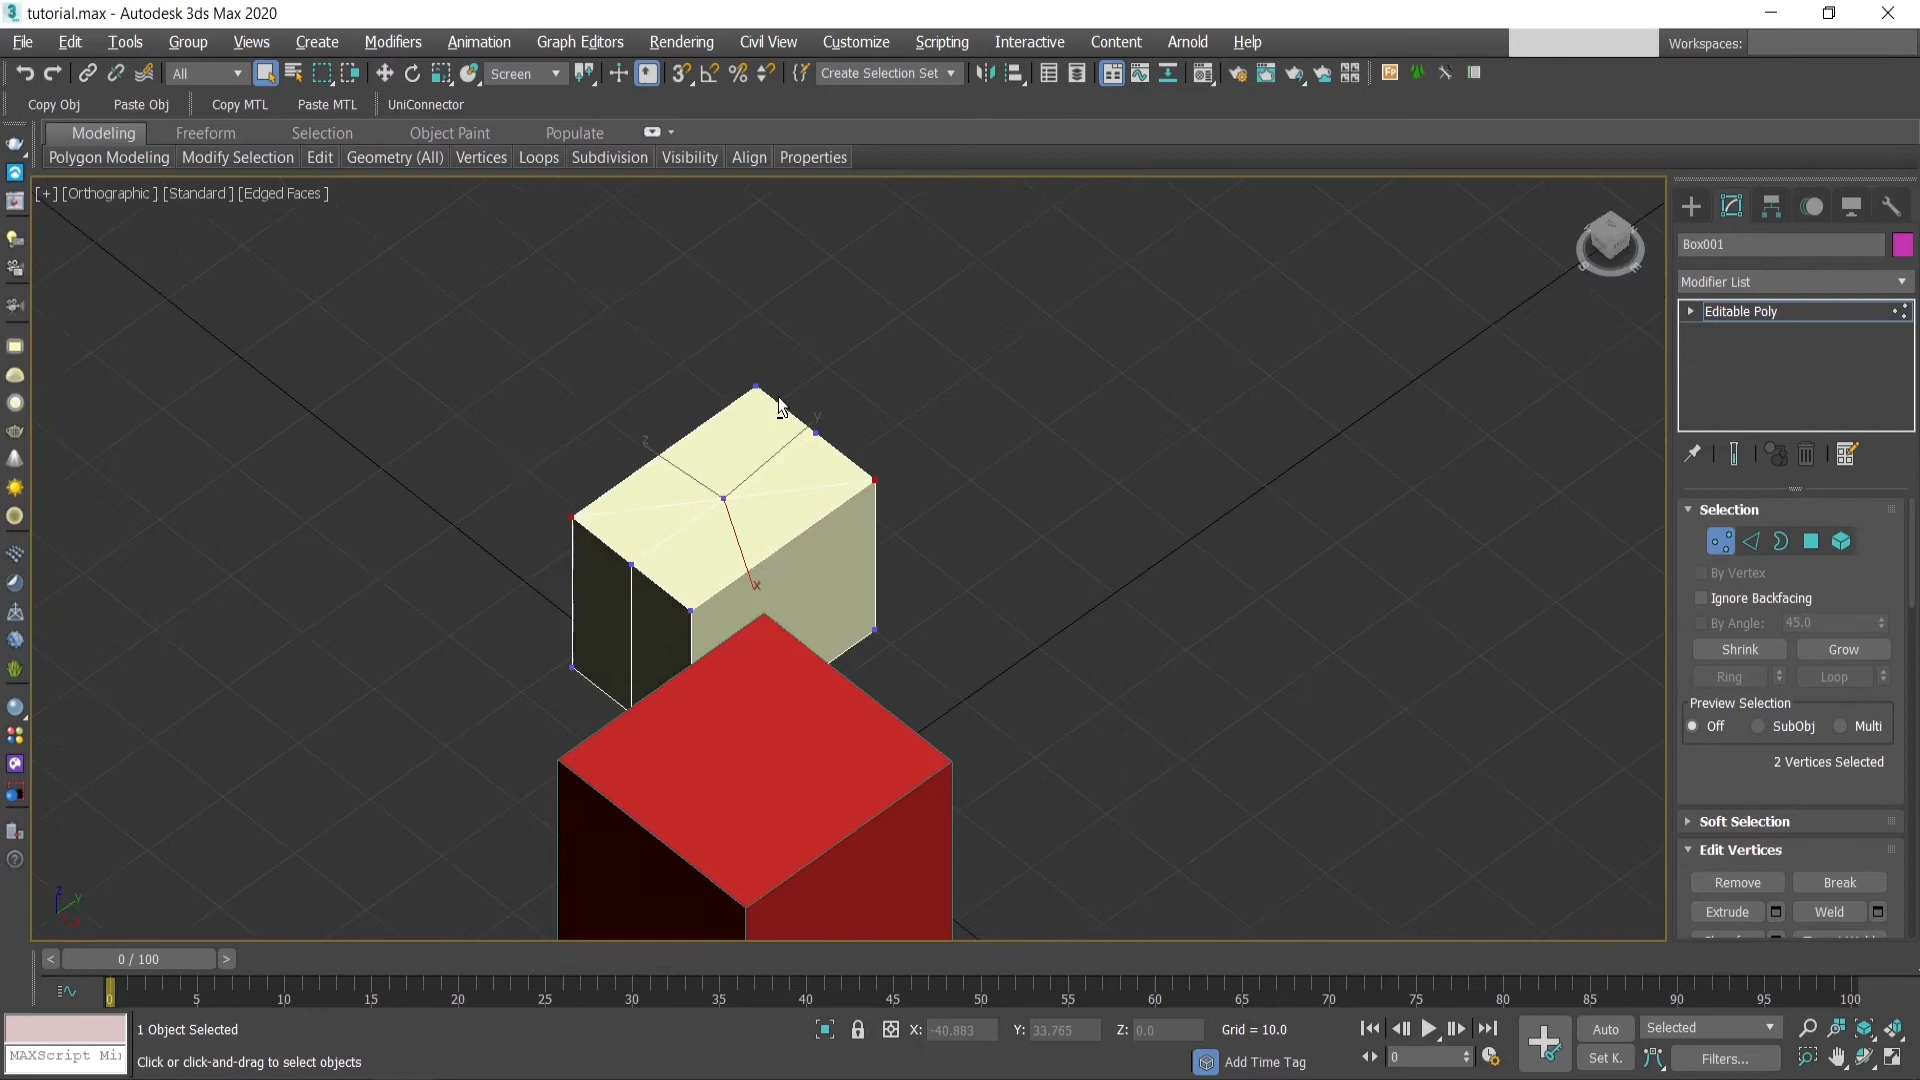 tutorial.max - Autodesk 3ds Max 2020
File Edit Tools Group Views Create Modifiers Animation Graph Editors Rendering Civil View Customize Scripting Interactive Content Arnold Help Workspaces:
All Screen Create Selection Set
Copy Obj Paste Obj Copy MTL Paste MTL UniConnector
Modeling Freeform Selection Object Paint Populate
Polygon Modeling Modify Selection Edit Geometry (All) Vertices Loops Subdivision Visibility Align Properties
[+] [Orthographic ] [Standard ] [Edged Faces ]
Box001
Modifier List
Editable Poly
z
y
x
Selection
By Vertex
Ignore Backfacing
By Angle: 45.0
Shrink Grow
Ring Loop
Preview Selection
Off SubObj Multi
2 Vertices Selected
Soft Selection
Edit Vertices
Remove Break
Extrude Weld
z
y
< 0 / 100 >
0 5 10 15 20 25 30 35 40 45 50 55 60 65 70 75 80 85 90 95 100
1 Object Selected X: -40.883 Y: 33.765 Z: 0.0 Grid = 10.0 Auto Selected
MAXScript Mi Click or click-and-drag to select objects Add Time Tag 0 Set K. Filters...